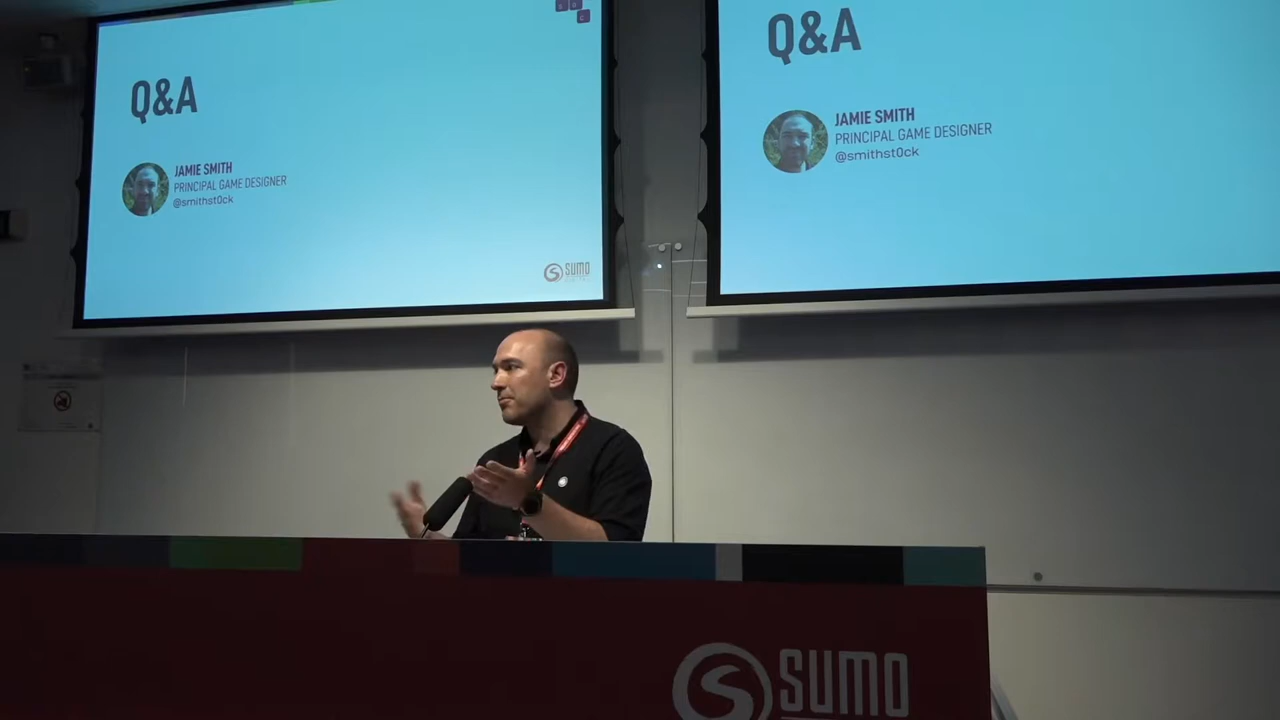 Q&A
JAMIE SMITH
PRINCIPAL GAME DESIGNER
@smithst0ck
SUMO
Q&A
JAMIE SMITH
PRINCIPAL GAME DESIGNER
@smithst0ck
SUMO